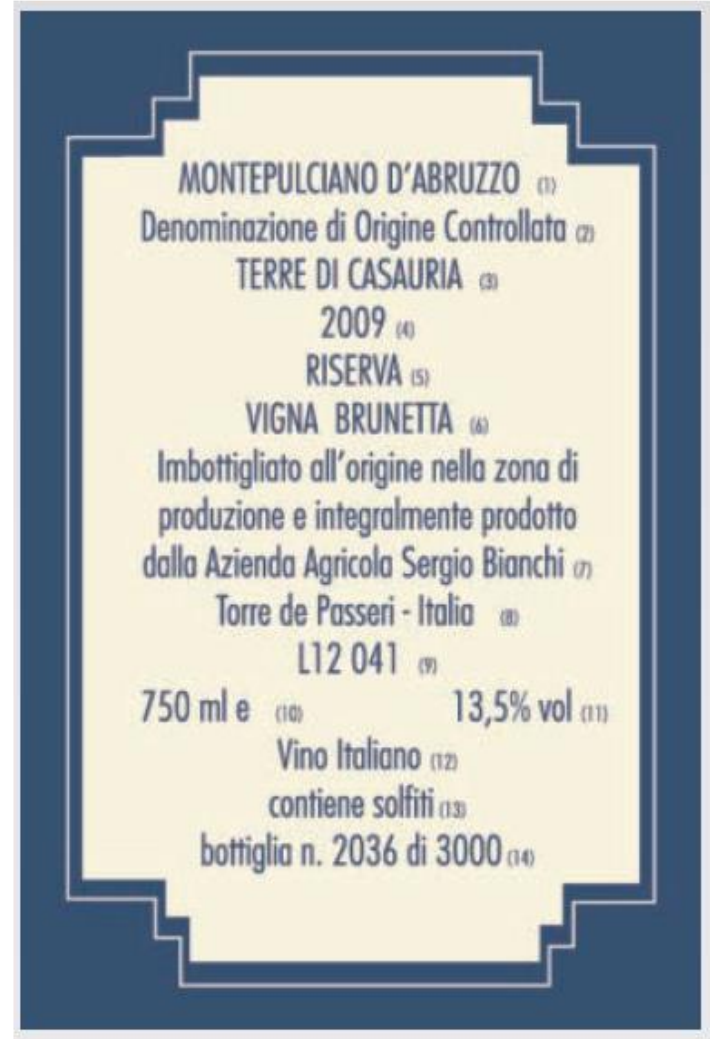 MONTEPULCIANO D'ABRUZZO (1)
Denominazione di Origine Controllata (2)
TERRE DI CASAURIA (3)
2009 (4)
RISERVA (5)
VIGNA BRUNETTA (6)
Imbottigliato all'origine nella zona di
produzione e integralmente prodotto
dalla Azienda Agricola Sergio Bianchi (7)
Torre de Passeri - Italia (8)
L12 041 (9)
750 ml e (10) 13,5% vol (11)
Vino Italiano (12)
contiene solfiti (13)
bottiglia n. 2036 di 3000 (14)